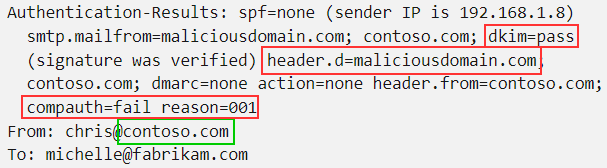 Authentication-Results: spf=none (sender IP is 192.168.1.8)
smtp.mailfrom=maliciousdomain.com; contoso.com; dkim=pass
(signature was verified) header.d=maliciousdomain.com;
contoso.com; dmarc=none action=none header.from=contoso.com;
compauth=fail reason=001
From: chris@contoso.com
To: michelle@fabrikam.com